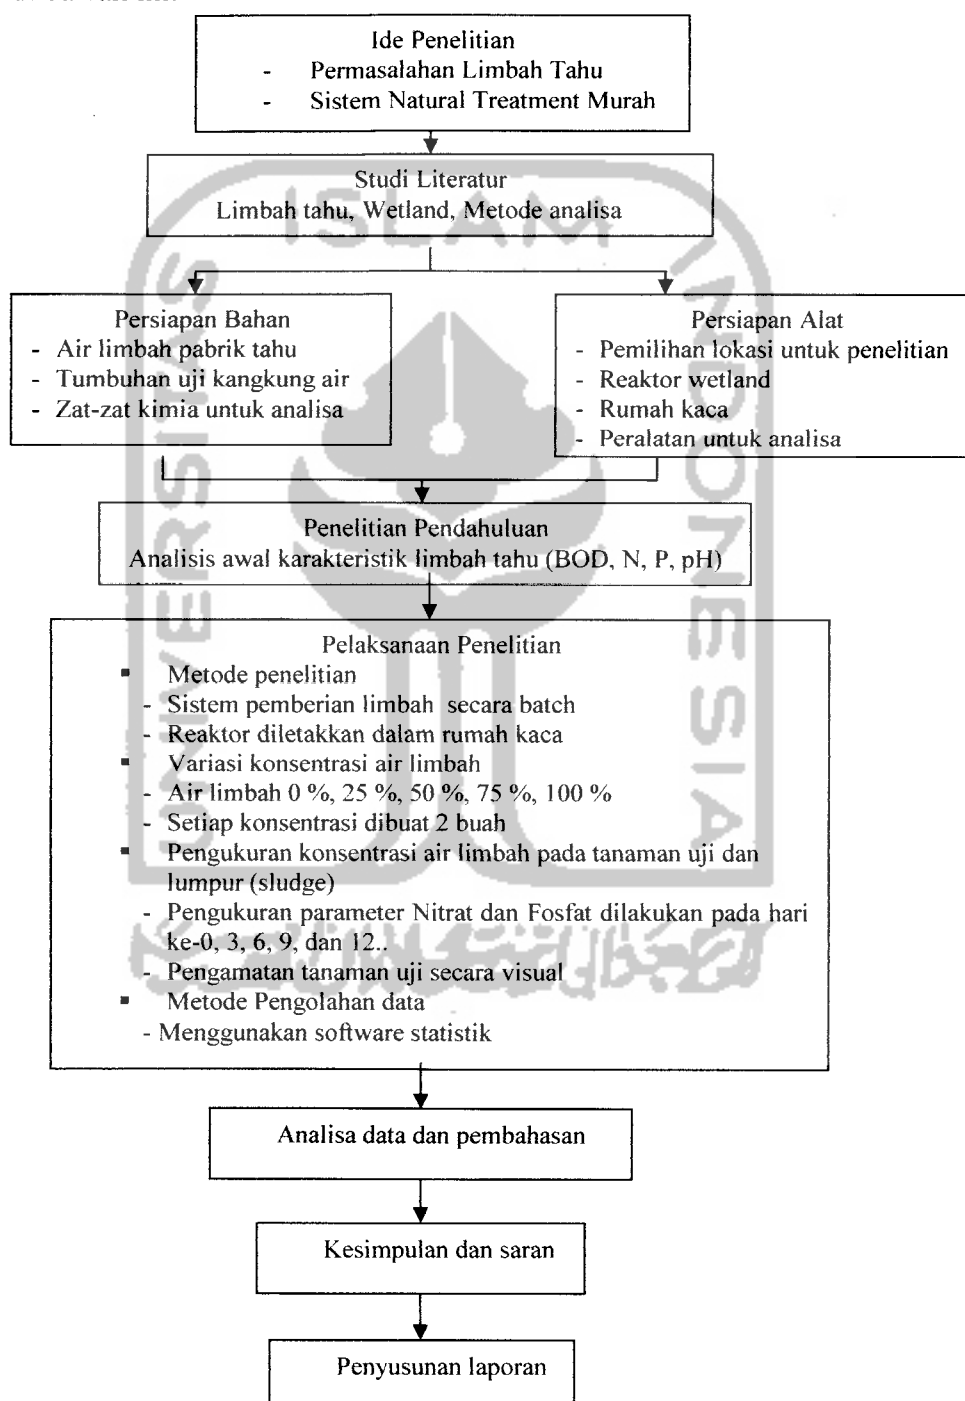 Ide Penelitian
- Permasalahan Limbah Tahu
- Sistem Natural Treatment Murah
Studi Literatur
Limbah tahu, Wetland, Metode analisa
Persiapan Bahan
- Air limbah pabrik tahu
- Tumbuhan uji kangkung air
- Zat-zat kimia untuk analisa
Persiapan Alat
- Pemilihan lokasi untuk penelitian
- Reaktor wetland
- Rumah kaca
- Peralatan untuk analisa
Penelitian Pendahuluan
Analisis awal karakteristik limbah tahu (BOD, N, P, pH)
Pelaksanaan Penelitian
▪ Metode penelitian
- Sistem pemberian limbah secara batch
- Reaktor diletakkan dalam rumah kaca
▪ Variasi konsentrasi air limbah
- Air limbah 0 %, 25 %, 50 %, 75 %, 100 %
- Setiap konsentrasi dibuat 2 buah
▪ Pengukuran konsentrasi air limbah pada tanaman uji dan
lumpur (sludge)
- Pengukuran parameter Nitrat dan Fosfat dilakukan pada hari
ke-0, 3, 6, 9, dan 12..
- Pengamatan tanaman uji secara visual
▪ Metode Pengolahan data
- Menggunakan software statistik
Analisa data dan pembahasan
Kesimpulan dan saran
Penyusunan laporan
UNIVERSITAS ISLAM INDONESIA